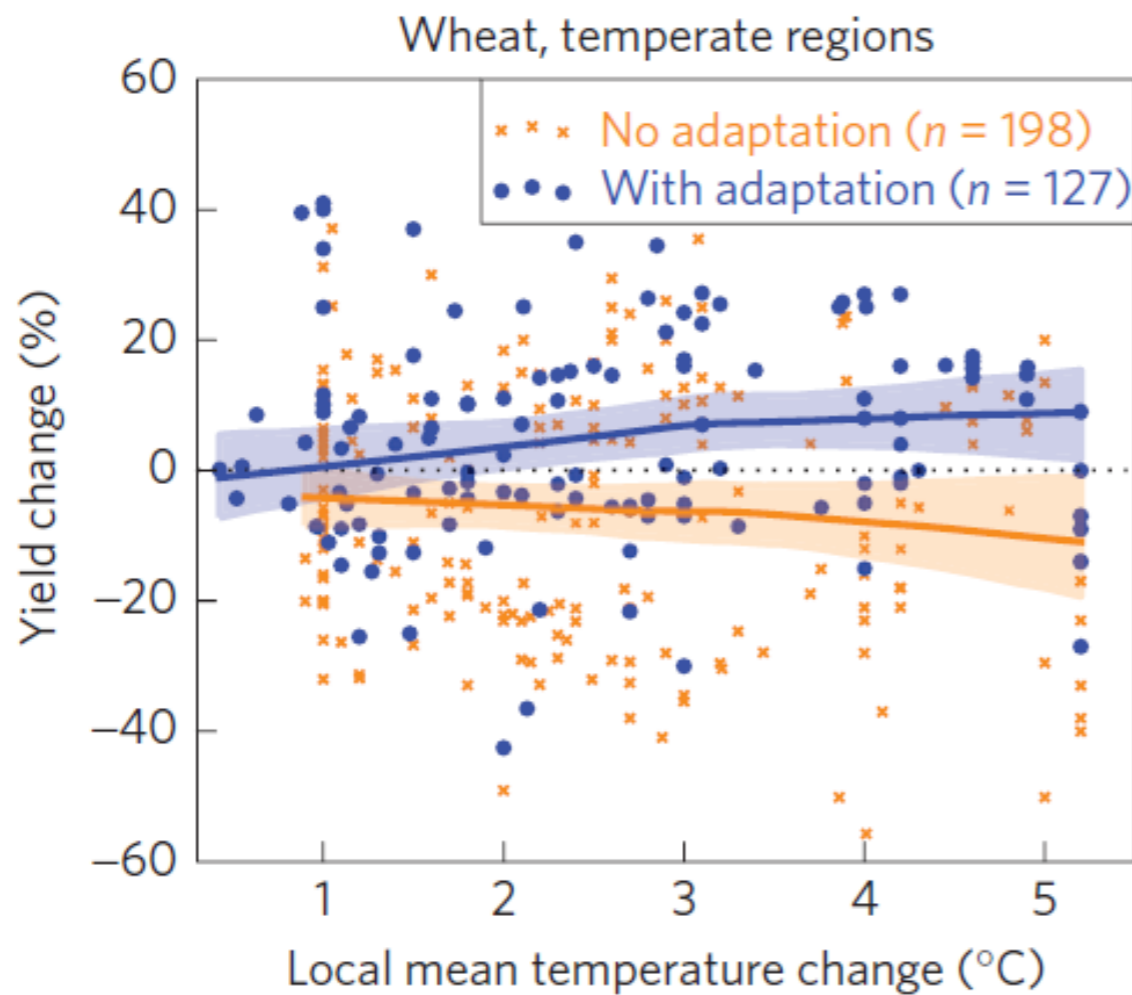 Wheat, temperate regions
60
No adaptation (n = 198)
With adaptation (n = 127)
40
20
0
−20
−40
−60
Yield change (%)
1 2 3 4 5
Local mean temperature change (°C)